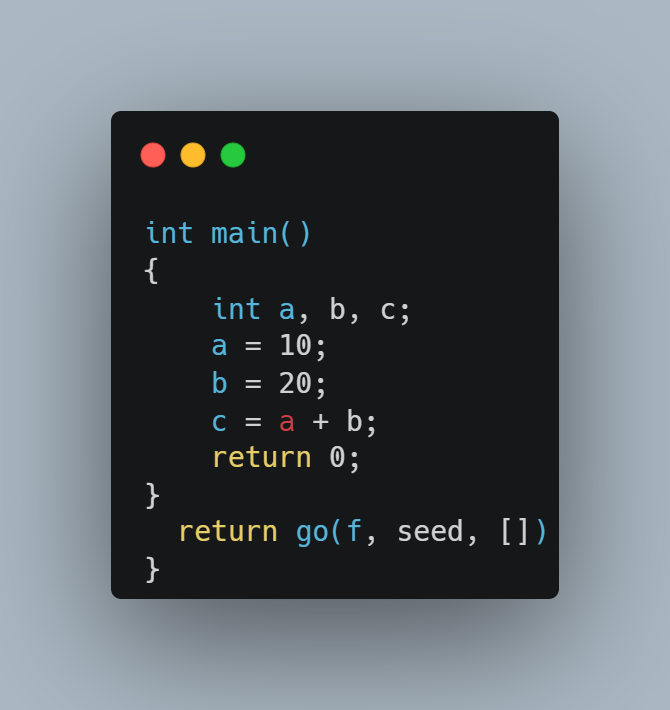 int main()
{
    int a, b, c;
    a = 10;
    b = 20;
    c = a + b;
    return 0;
}
  return go(f, seed, [])
}